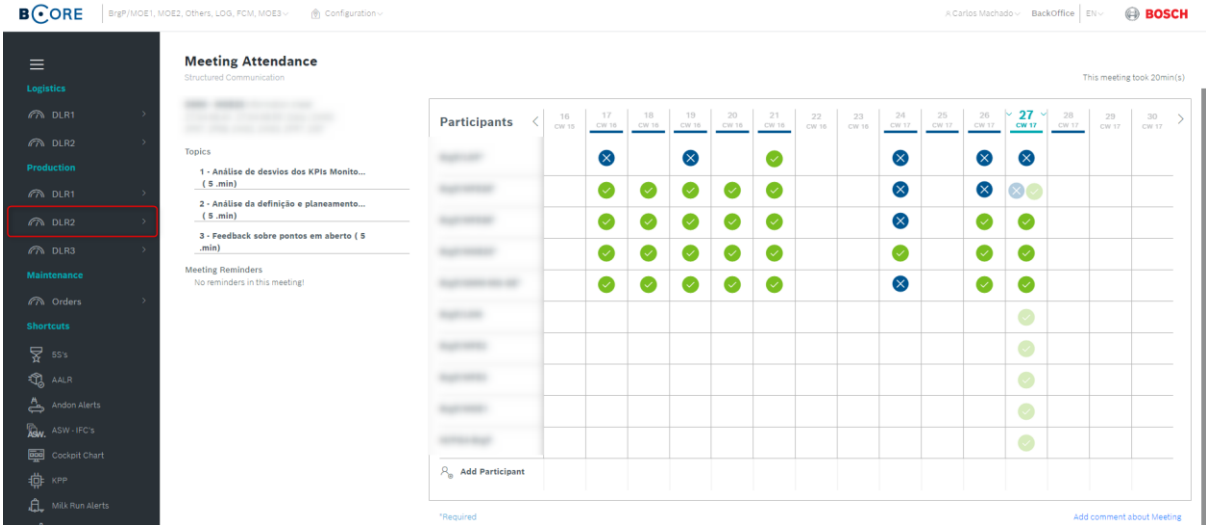 BCORE
BrgP/MOE1, MOE2, Others, LOG, FCM, MOE3
Configuration
A Carlos Machado
BackOffice
EN
BOSCH
Logistics
DLR1
DLR2
Production
DLR1
DLR2
DLR3
Maintenance
Orders
Shortcuts
5S's
AALR
Andon Alerts
ASW.
ASW - IFC's
Cockpit Chart
KPP
Milk Run Alerts
Meeting Attendance
Structured Communication
This meeting took 20min(s)
Topics
1 - Análise de desvios dos KPIs Monito...
( 5 .min)
2 - Análise da definição e planeamento...
( 5 .min)
3 - Feedback sobre pontos em aberto ( 5
.min)
Meeting Reminders
No reminders in this meeting!
Participants
16 17 18 19 20 21 22 23 24 25 26 27 28 29 30
CW 15 CW 16 CW 16 CW 16 CW 16 CW 16 CW 16 CW 16 CW 17 CW 17 CW 17 CW 17 CW 17 CW 17 CW 17
Add Participant
*Required
Add comment about Meeting